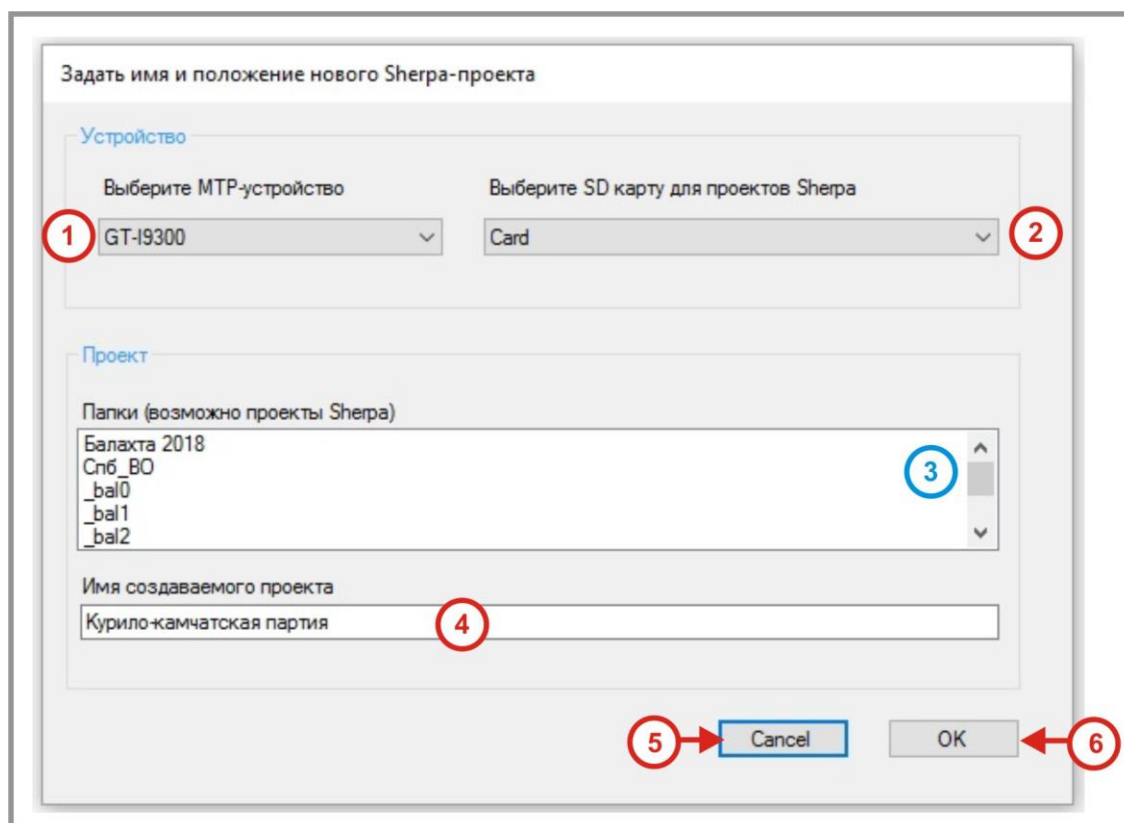 Задать имя и положение нового Sherpa-проекта
Устройство
Выберите MTP-устройство Выберите SD карту для проектов Sherpa
1 GT-I9300 Card 2
Проект
Папки (возможно проекты Sherpa)
Балахта 2018
Спб_ВО
3
_bal0
_bal1
_bal2
Имя создаваемого проекта
Курило-камчатская партия 4
5 Cancel OK 6